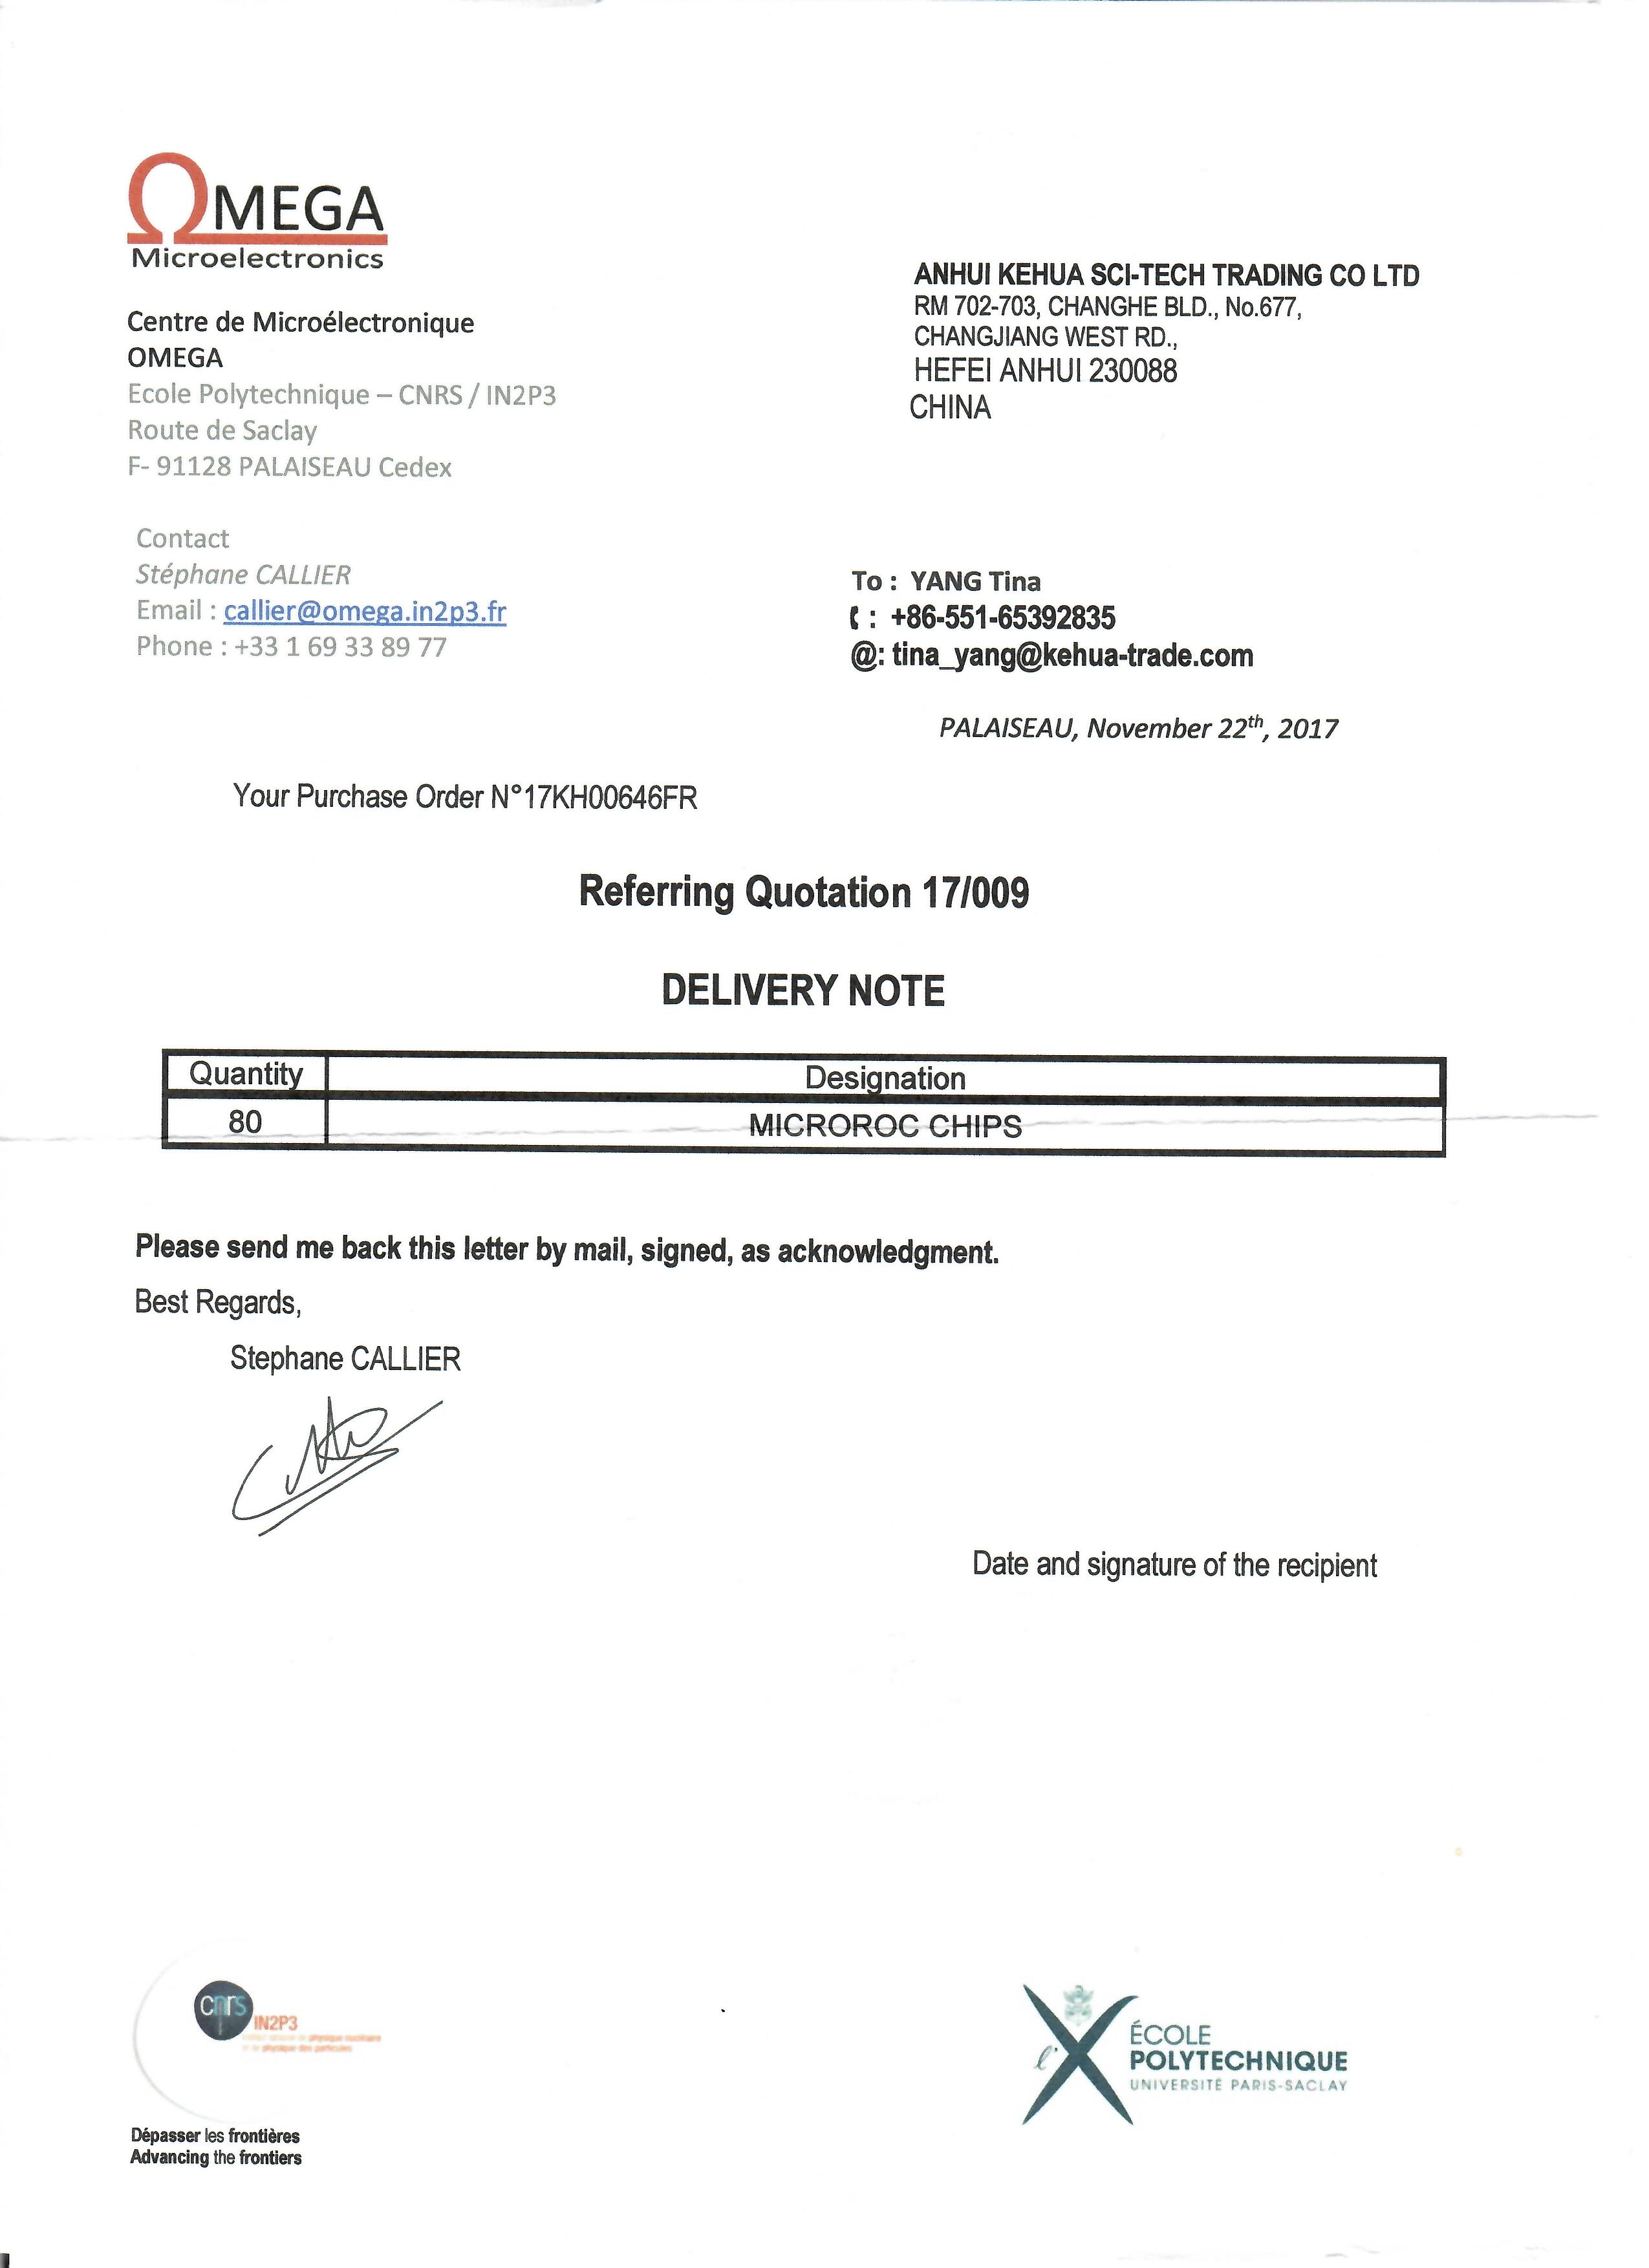 ΩMEGA
Microelectronics
Centre de Microélectronique
OMEGA
Ecole Polytechnique – CNRS / IN2P3
Route de Saclay
F- 91128 PALAISEAU Cedex
Contact
Stéphane CALLIER
Email : callier@omega.in2p3.fr
Phone : +33 1 69 33 89 77
ANHUI KEHUA SCI-TECH TRADING CO LTD
RM 702-703, CHANGHE BLD., No.677,
CHANGJIANG WEST RD.,
HEFEI ANHUI 230088
CHINA
To : YANG Tina
: +86-551-65392835
@: tina_yang@kehua-trade.com
PALAISEAU, November 22th, 2017
Your Purchase Order N°17KH00646FR
Referring Quotation 17/009
DELIVERY NOTE
Quantity Designation
80 MICROROC CHIPS
Please send me back this letter by mail, signed, as acknowledgment.
Best Regards,
Stephane CALLIER
Date and signature of the recipient
cnrs
IN2P3
physique nucléaire
physique des particules
Dépasser les frontières
Advancing the frontiers
ÉCOLE
POLYTECHNIQUE
UNIVERSITÉ PARIS-SACLAY